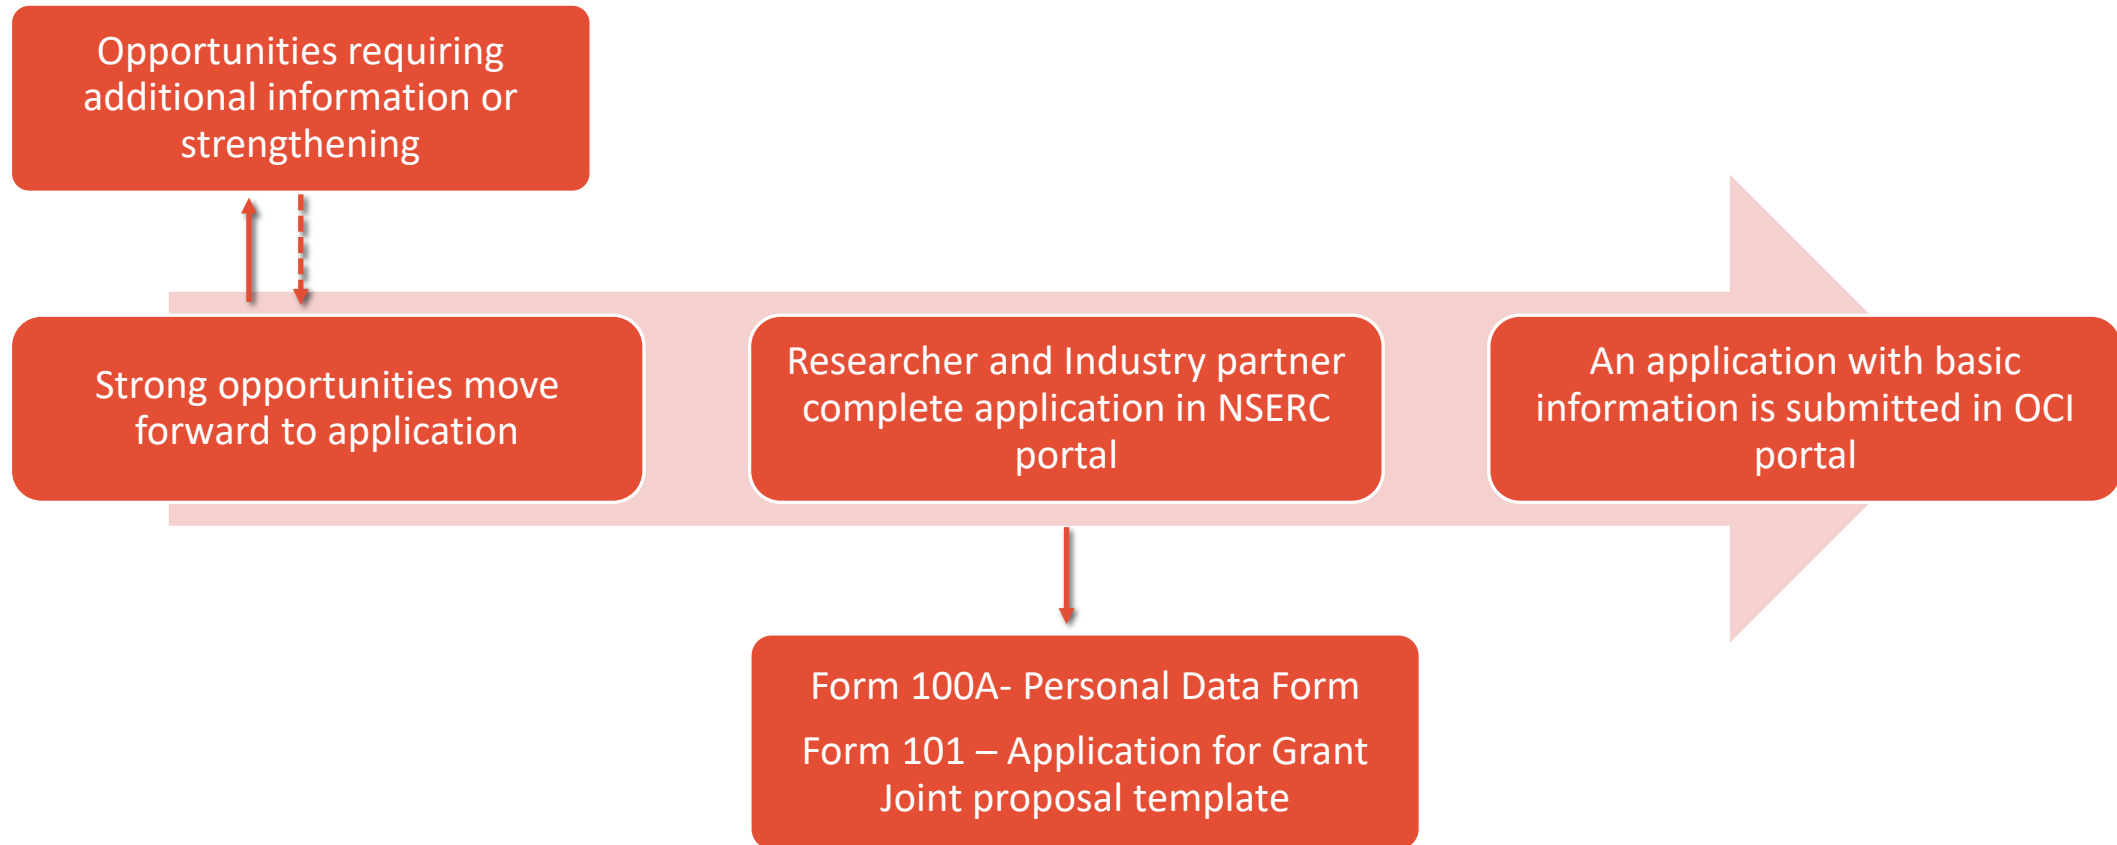 Opportunities requiring
additional information or
strengthening
Strong opportunities move
forward to application
Researcher and Industry partner
complete application in NSERC
portal
An application with basic
information is submitted in OCI
portal
Form 100A- Personal Data Form
Form 101 – Application for Grant
Joint proposal template